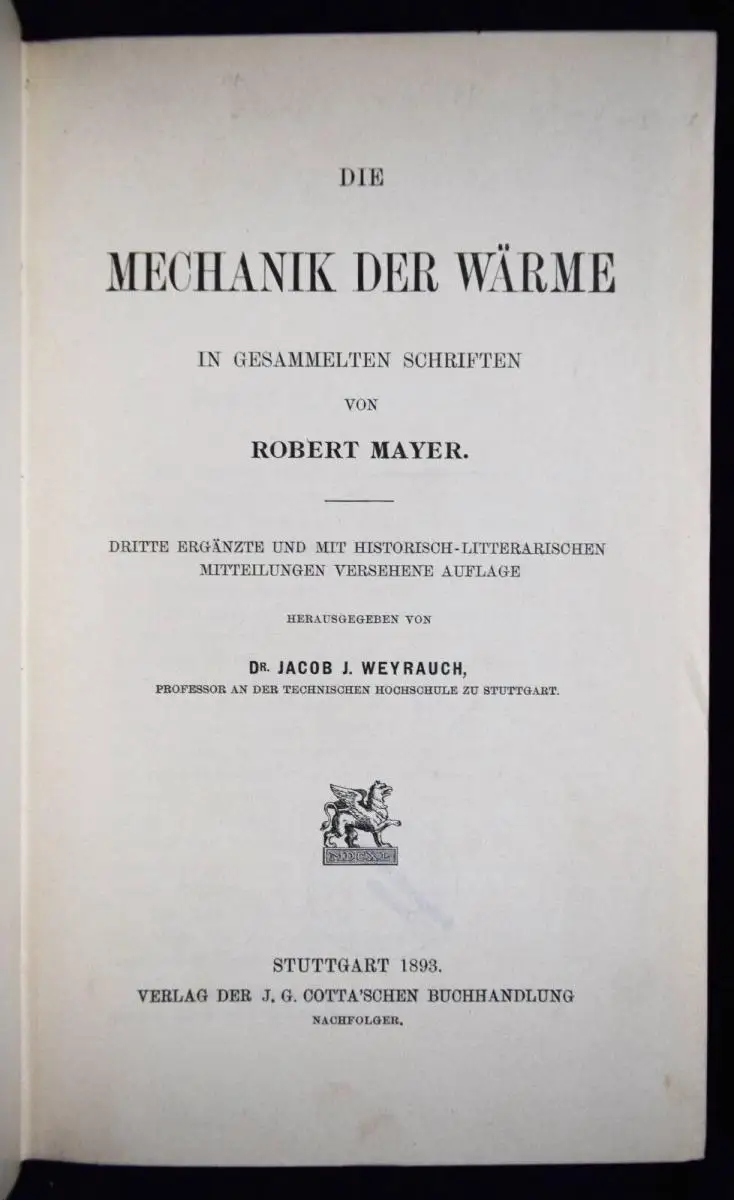 DIE
MECHANIK DER WÄRME
IN GESAMMELTEN SCHRIFTEN
VON
ROBERT MAYER.
DRITTE ERGÄNZTE UND MIT HISTORISCH-LITTERARISCHEN
MITTEILUNGEN VERSEHENE AUFLAGE
HERAUSGEGEBEN VON
DR. JACOB J. WEYRAUCH,
PROFESSOR AN DER TECHNISCHEN HOCHSCHULE ZU STUTTGART.
STUTTGART 1893.
VERLAG DER J. G. COTTA'SCHEN BUCHHANDLUNG
NACHFOLGER.